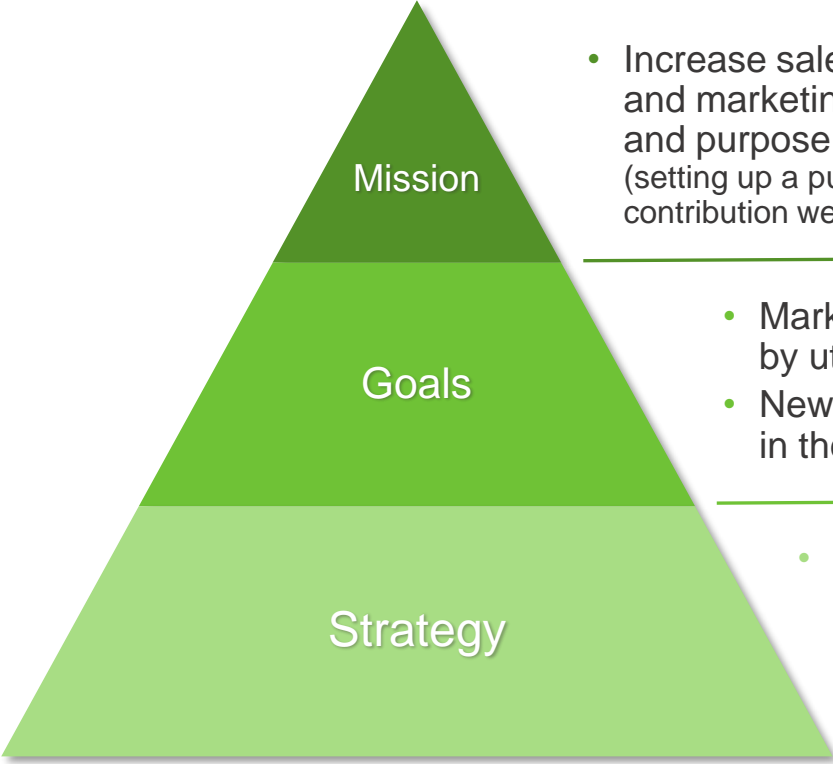 • Increase sale
and marketin
and purpose
(setting up a pu
contribution we
Mission
• Mark
by ut
• New
in the
Goals
•
Strategy